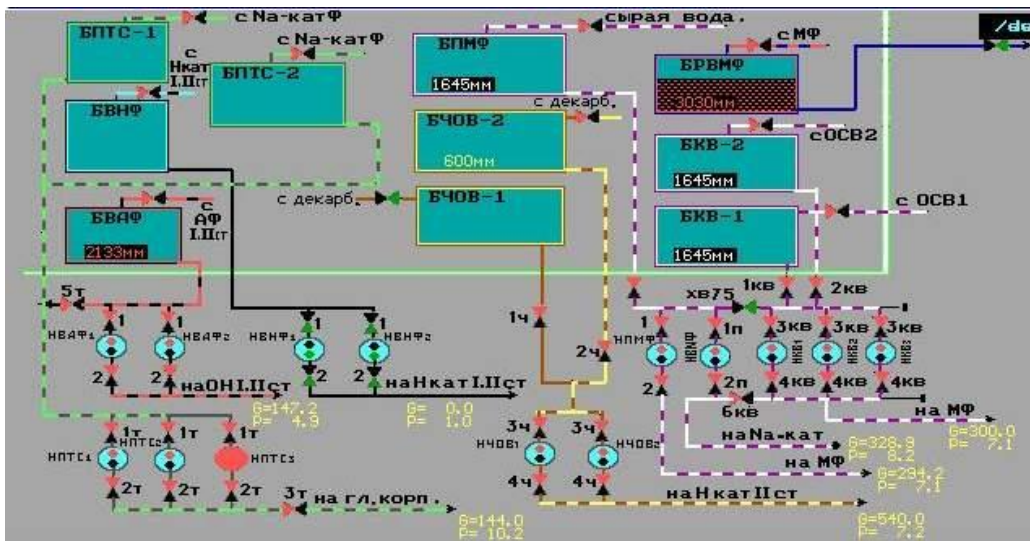 с Na-катф
БПТС-1
с Na-катф
с
Нкат
I.IIст
БПТС-2
БВНФ
БВАФ
2133мм
с
АФ
I.IIст
сырая вода.
БПМФ
1645мм
с декарб.
БЧОВ-2
600мм
с декарб.
БЧОВ-1
с МФ
БРВМФ
3030мм
сОСВ2
БКВ-2
1645мм
с ОСВ1
БКВ-1
1645мм
5т
1
1
НВАФ1
НВАФ2
2
2
наОНI.IIст
G=147.2
P= 4.9
1
1
НВНФ1
НВНФ2
2
2
наНкатI.IIст
G= 0.0
P= 1.0
1ч
2ч
хв75
1кв
2кв
1
1п
3кв
3кв
3кв
НПМФ
НКВ1
НКВ2
НКВ3
2
2п
4кв
4кв
4кв
6кв
на МФ
G=300.0
P= 7.1
наNa-кат
G=328.9
P= 8.2
на МФ
G=294.2
P= 7.1
1т
1т
1т
НПТС1
НПТС2
НПТС3
2т
2т
2т
3т
на гл.корп.
G=144.0
P= 10.2
3ч
3ч
НЧОВ1
НЧОВ2
4ч
4ч
наНкатIIст
G=540.0
P= 7.2